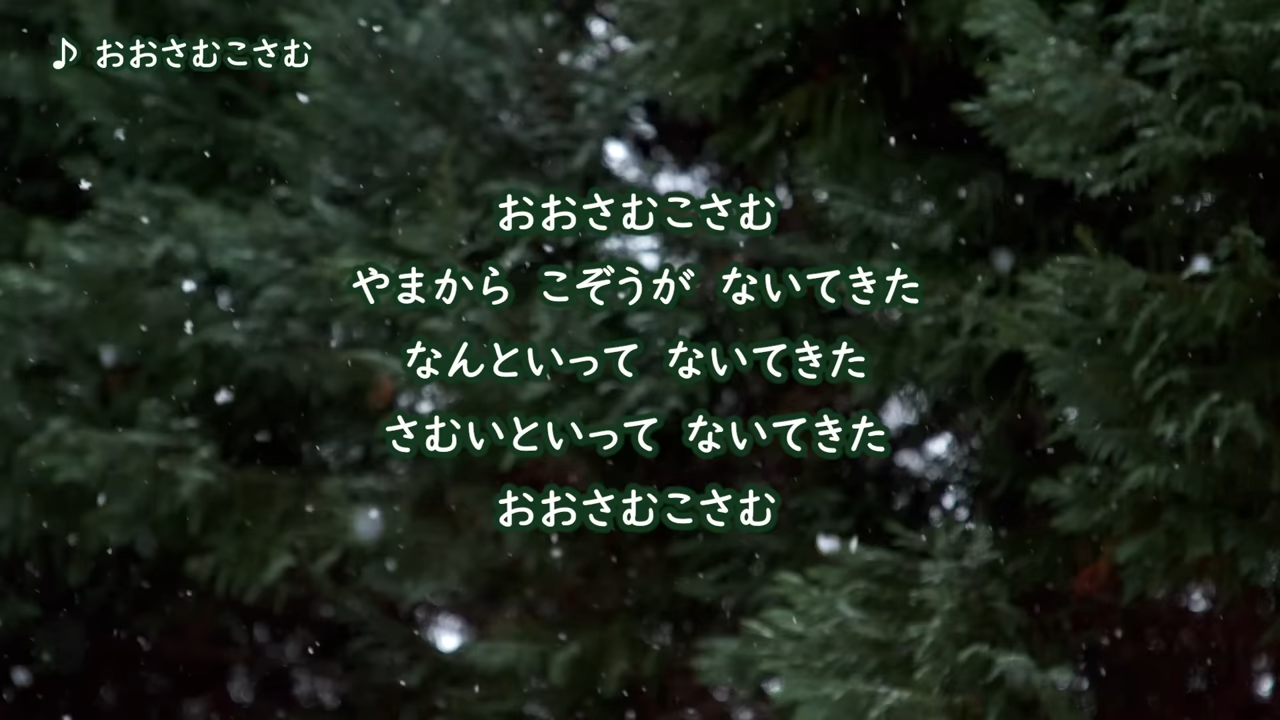 ♪ おおさむこさむ
おおさむこさむ
やまから こぞうが ないてきた
なんといって ないてきた
さむいといって ないてきた
おおさむこさむ